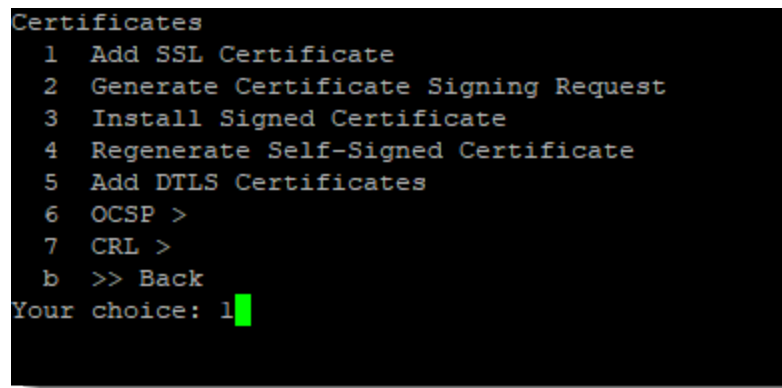 Certificates
1 Add SSL Certificate
2 Generate Certificate Signing Request
3 Install Signed Certificate
4 Regenerate Self-Signed Certificate
5 Add DTLS Certificates
6 OCSP >
7 CRL >
b >> Back
Your choice: 1